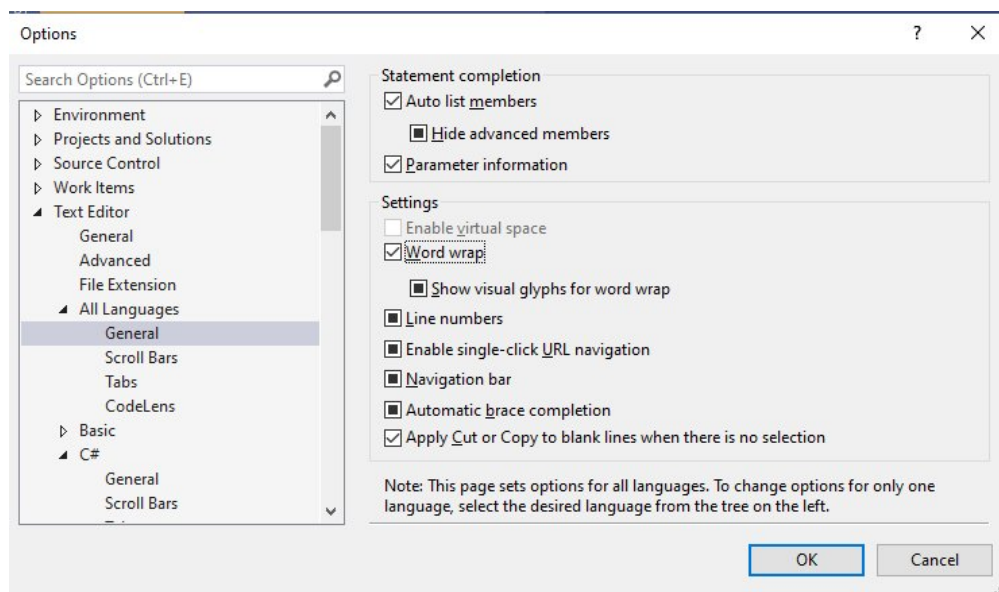 Options
?
Search Options (Ctrl+E)
Environment
Projects and Solutions
Source Control
Work Items
Text Editor
General
Advanced
File Extension
All Languages
General
Scroll Bars
Tabs
CodeLens
Basic
C#
General
Scroll Bars
Statement completion
Auto list members
Hide advanced members
Parameter information
Settings
Enable virtual space
Word wrap
Show visual glyphs for word wrap
Line numbers
Enable single-click URL navigation
Navigation bar
Automatic brace completion
Apply Cut or Copy to blank lines when there is no selection
Note: This page sets options for all languages. To change options for only one
language, select the desired language from the tree on the left.
OK
Cancel